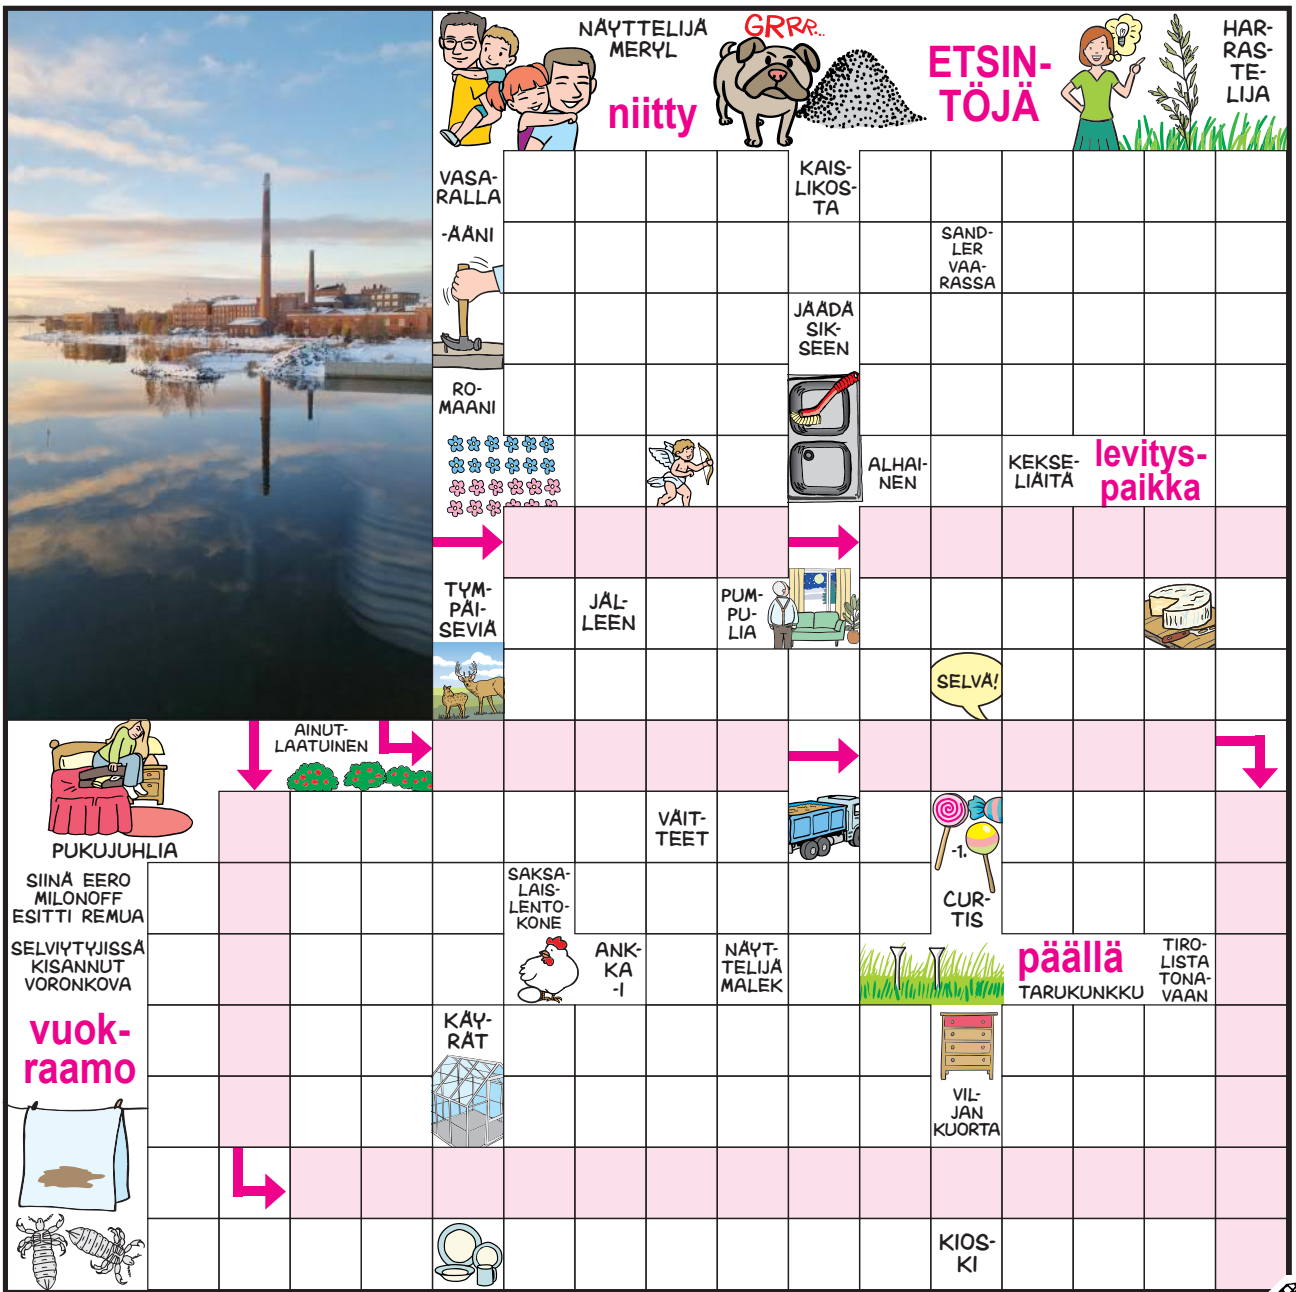 NÄYTTELIJÄ
MERYL
niitty
GRRR...
ETSIN-
TÖJÄ
HAR-
RAS-
TE-
LIJA
VASA-
RALLA
-ÄÄNI
KAIS-
LIKOS-
TA
SAND-
LER
VAA-
RASSA
JÄÄDÄ
SIK-
SEEN
RO-
MAANI
ALHAI-
NEN
KEKSE-
LIÄITÄ
levitys-
paikka
TYM-
PÄI-
SEVIÄ
JÄL-
LEEN
PUM-
PU-
LIA
SELVÄ!
AINUT-
LAATUINEN
PUKUJUHLIA
VÄIT-
TEET
-1.
CUR-
TIS
SIINÄ EERO
MILONOFF
ESITTI REMUA
SAKSA-
LAIS-
LENTO-
KONE
SELVIYTYJISSÄ
KISANNUT
VORONKOVA
ANK-
KA
-I
NÄYT-
TELIJÄ
MALEK
päällä
TARUKUNKKU
TIRO-
LISTA
TONA-
VAAN
vuok-
raamo
KÄY-
RÄT
VIL-
JAN
KUORTA
KIOS-
KI